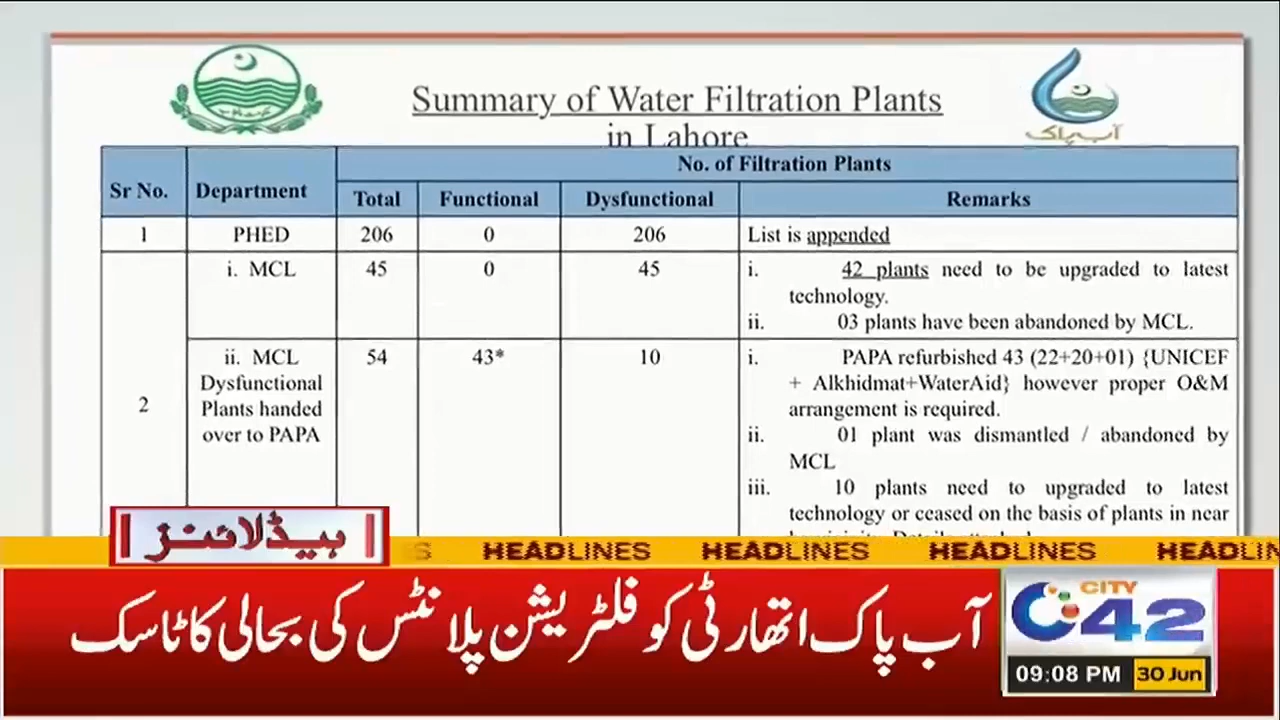 Summary of Water Filtration Plants
in Lahore
آب پاک
Sr No. Department No. of Filtration Plants
Total Functional Dysfunctional Remarks
1 PHED 206 0 206 List is appended
2
i. MCL 45 0 45 i. 42 plants need to be upgraded to latest
technology.
ii. 03 plants have been abandoned by MCL.
ii. MCL 54 43* 10 i. PAPA refurbished 43 (22+20+01) {UNICEF
Dysfunctional + Alkhidmat+WaterAid} however proper O&M
Plants handed arrangement is required.
over to PAPA ii. 01 plant was dismantled / abandoned by
MCL
iii. 10 plants need to upgraded to latest
technology or ceased on the basis of plants in near
ہیڈلائنز
HEADLINES HEADLINES HEADLINES HEADLIN
آب پاک اتھارٹی کو فلٹریشن پلانٹس کی بحالی کا ٹاسک
CITY
42
09:08 PM 30 Jun